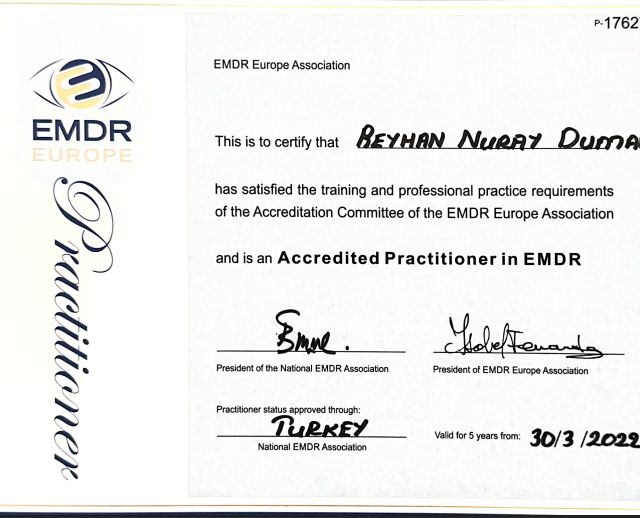 P-1762
EMDR Europe Association
EMDR
EUROPE
This is to certify that REYHAN NURAY DUMA
has satisfied the training and professional practice requirements
of the Accreditation Committee of the EMDR Europe Association
and is an Accredited Practitioner in EMDR
Practitioner
President of the National EMDR Association
President of EMDR Europe Association
Practitioner status approved through:
TURKEY
National EMDR Association
Valid for 5 years from: 30/3/2022